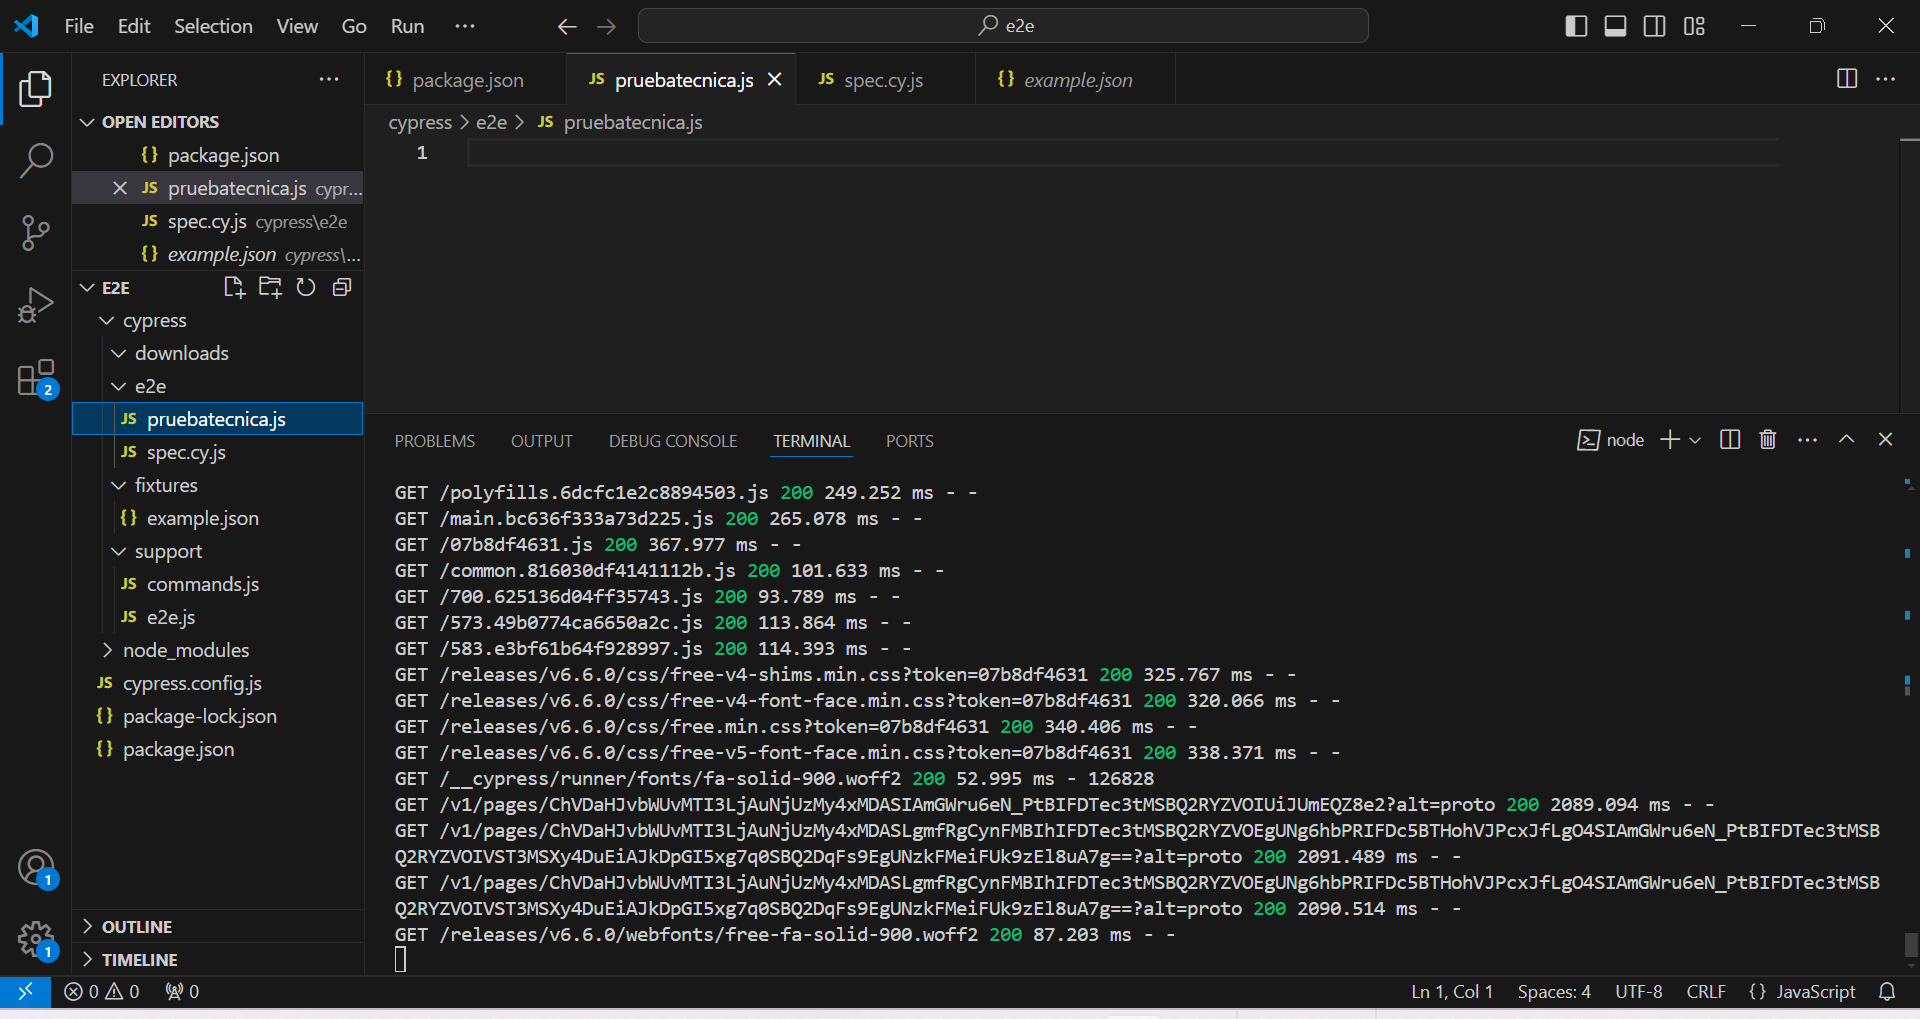 File Edit Selection View Go Run ··· e2e
EXPLORER ···
OPEN EDITORS
{} package.json
JS pruebatecnica.js cypr...
JS spec.cy.js cypress\e2e
{} example.json cypress\...
E2E
cypress
downloads
e2e
JS pruebatecnica.js
JS spec.cy.js
fixtures
{} example.json
support
JS commands.js
JS e2e.js
node_modules
JS cypress.config.js
{} package-lock.json
{} package.json
OUTLINE
TIMELINE
2
1
1
{} package.json JS pruebatecnica.js JS spec.cy.js {} example.json
cypress > e2e > JS pruebatecnica.js
1
PROBLEMS OUTPUT DEBUG CONSOLE TERMINAL PORTS node
GET /polyfills.6dcfc1e2c8894503.js 200 249.252 ms - -
GET /main.bc636f333a73d225.js 200 265.078 ms - -
GET /07b8df4631.js 200 367.977 ms - -
GET /common.816030df4141112b.js 200 101.633 ms - -
GET /700.625136d04ff35743.js 200 93.789 ms - -
GET /573.49b0774ca6650a2c.js 200 113.864 ms - -
GET /583.e3bf61b64f928997.js 200 114.393 ms - -
GET /releases/v6.6.0/css/free-v4-shims.min.css?token=07b8df4631 200 325.767 ms - -
GET /releases/v6.6.0/css/free-v4-font-face.min.css?token=07b8df4631 200 320.066 ms - -
GET /releases/v6.6.0/css/free.min.css?token=07b8df4631 200 340.406 ms - -
GET /releases/v6.6.0/css/free-v5-font-face.min.css?token=07b8df4631 200 338.371 ms - -
GET /__cypress/runner/fonts/fa-solid-900.woff2 200 52.995 ms - 126828
GET /v1/pages/ChVDaHJvbWUvMTI3LjAuNjUzMy4xMDASIAmGWru6eN_PtBIFDTec3tMSBQ2RYZVOIUiJUmEQZ8e2?alt=proto 200 2089.094 ms - -
GET /v1/pages/ChVDaHJvbWUvMTI3LjAuNjUzMy4xMDASLgmfRgCynFMBIhIFDTec3tMSBQ2RYZVOEgUNg6hbPRIFDc5BTHohVJPcxJfLgO4SIAmGWru6eN_PtBIFDTec3tMSB
Q2RYZVOIVST3MSXy4DuEiAJkDpGI5xg7q0SBQ2DqFs9EgUNzkFMeiFUk9zEl8uA7g==?alt=proto 200 2091.489 ms - -
GET /v1/pages/ChVDaHJvbWUvMTI3LjAuNjUzMy4xMDASLgmfRgCynFMBIhIFDTec3tMSBQ2RYZVOEgUNg6hbPRIFDc5BTHohVJPcxJfLgO4SIAmGWru6eN_PtBIFDTec3tMSB
Q2RYZVOIVST3MSXy4DuEiAJkDpGI5xg7q0SBQ2DqFs9EgUNzkFMeiFUk9zEl8uA7g==?alt=proto 200 2090.514 ms - -
GET /releases/v6.6.0/webfonts/free-fa-solid-900.woff2 200 87.203 ms - -
0 0 0 Ln 1, Col 1 Spaces: 4 UTF-8 CRLF {} JavaScript